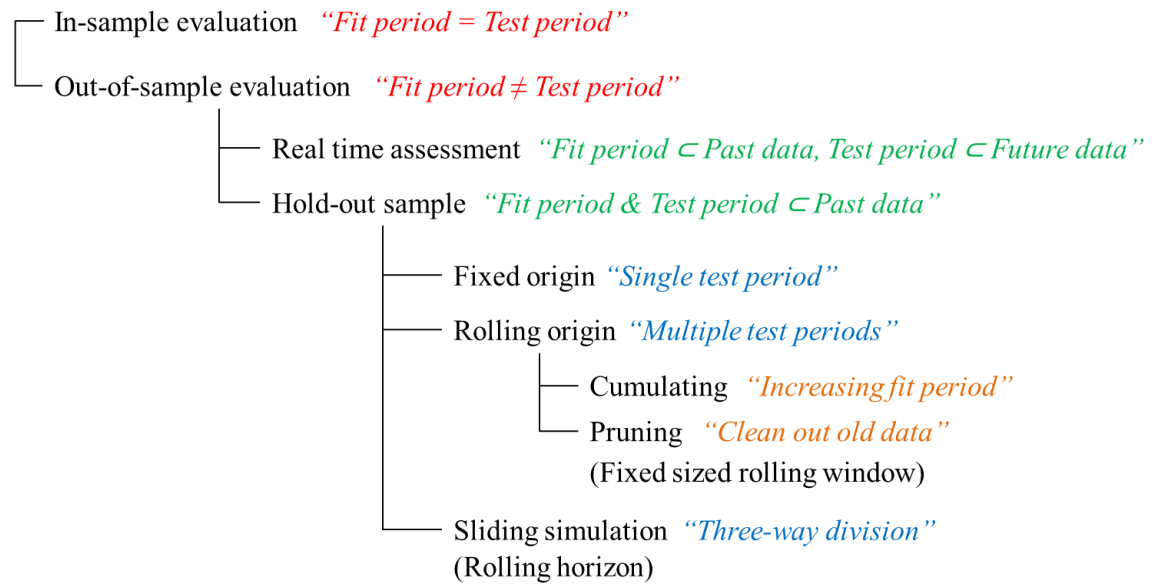 In-sample evaluation “Fit period = Test period”
Out-of-sample evaluation “Fit period ≠ Test period”
Real time assessment “Fit period ⊂ Past data, Test period ⊂ Future data”
Hold-out sample “Fit period & Test period ⊂ Past data”
Fixed origin “Single test period”
Rolling origin “Multiple test periods”
Cumulating “Increasing fit period”
Pruning “Clean out old data”
(Fixed sized rolling window)
Sliding simulation “Three-way division”
(Rolling horizon)